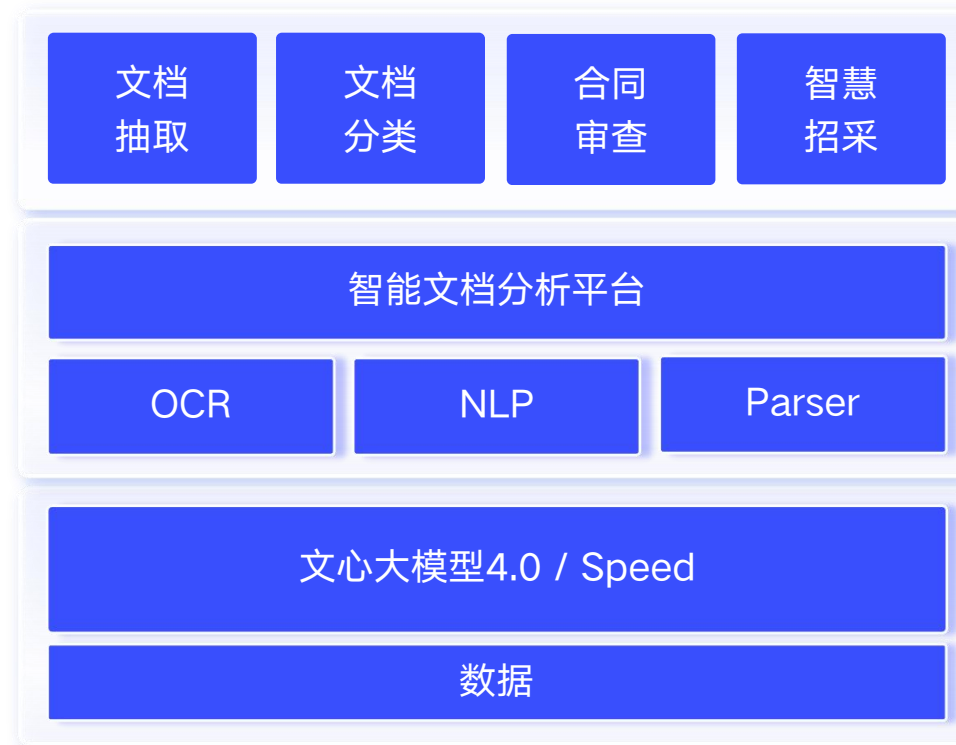 文档
抽取
文档
分类
合同
审查
智慧
招采
智能文档分析平台
OCR
NLP
Parser
文心大模型4.0 / Speed
数据